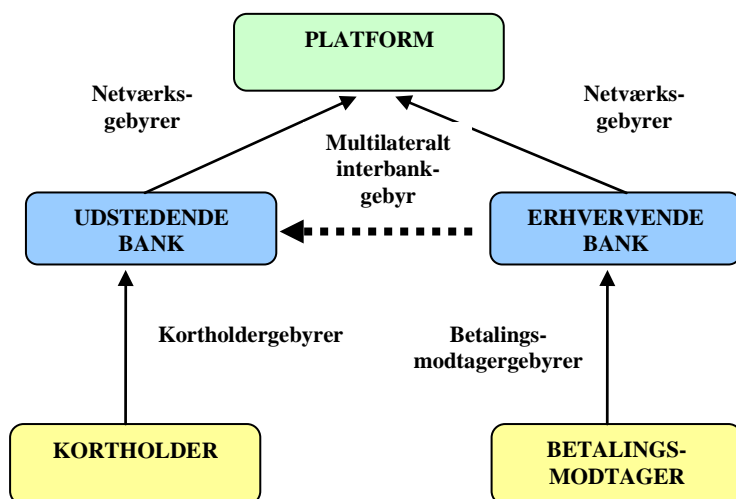 PLATFORM
Netværks-
gebyrer
Netværks-
gebyrer
Multilateralt
interbank-
gebyr
UDSTEDENDE
BANK
ERHVERVENDE
BANK
Kortholdergebyrer
Betalings-
modtagergebyrer
KORTHOLDER
BETALINGS-
MODTAGER